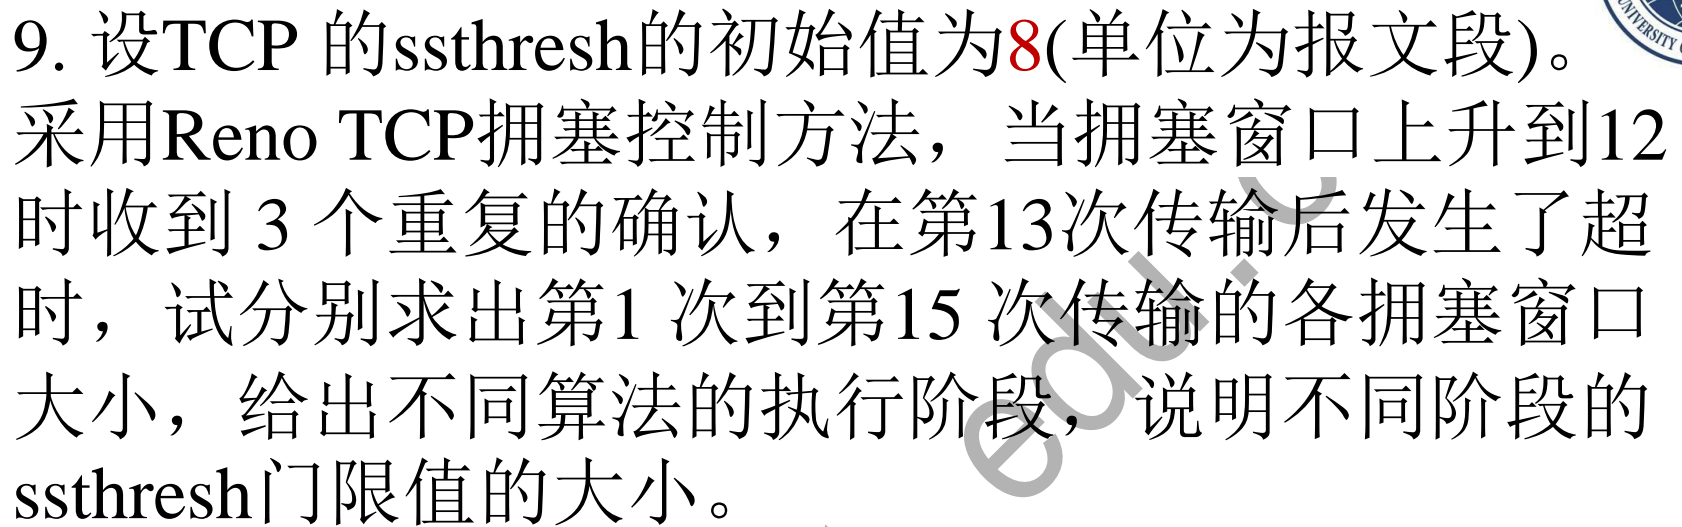 9. 设TCP 的ssthresh的初始值为8(单位为报文段)。
采用Reno TCP拥塞控制方法，当拥塞窗口上升到12
时收到 3 个重复的确认，在第13次传输后发生了超
时，试分别求出第1 次到第15 次传输的各拥塞窗口
大小，给出不同算法的执行阶段，说明不同阶段的
ssthresh门限值的大小。
edu.c